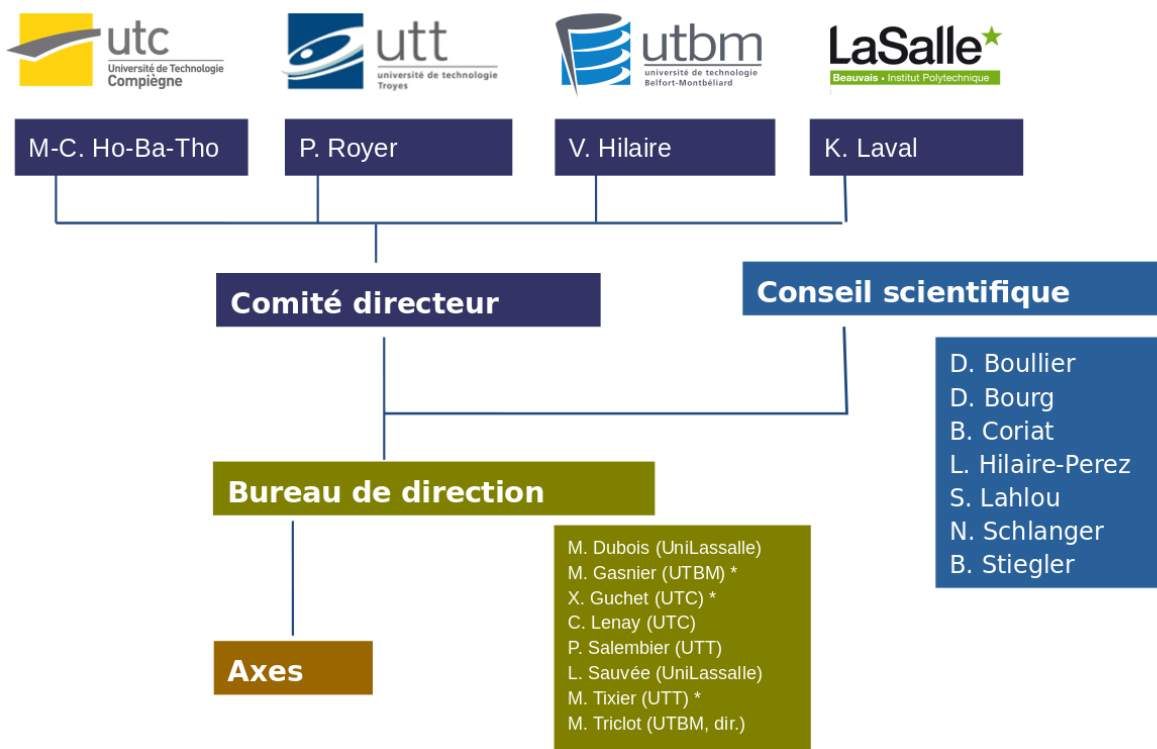 utc
Université de Technologie
Compiègne
utt
université de technologie
Troyes
utbm
université de technologie
Belfort-Montbéliard
LaSalle
Beauvais • Institut Polytechnique
M-C. Ho-Ba-Tho
P. Royer
V. Hilaire
K. Laval
Comité directeur
Conseil scientifique
D. Boullier
D. Bourg
B. Coriat
L. Hilaire-Perez
S. Lahlou
N. Schlanger
B. Stiegler
Bureau de direction
M. Dubois (UniLassalle)
M. Gasnier (UTBM) *
X. Guchet (UTC) *
C. Lenay (UTC)
P. Salembier (UTT)
L. Sauvée (UniLassalle)
M. Tixier (UTT) *
M. Triclot (UTBM, dir.)
Axes